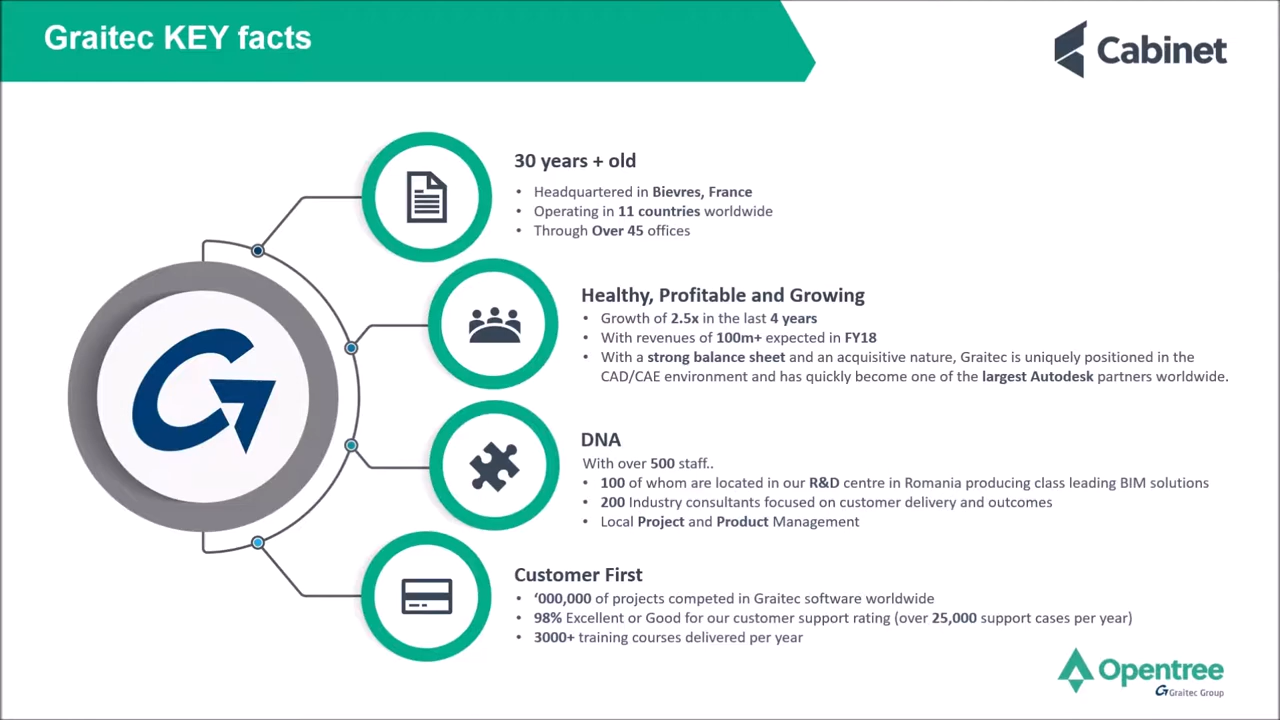 Graitec KEY facts
Cabinet
30 years + old
• Headquartered in Bievres, France
• Operating in 11 countries worldwide
• Through Over 45 offices
Healthy, Profitable and Growing
• Growth of 2.5x in the last 4 years
• With revenues of 100m+ expected in FY18
• With a strong balance sheet and an acquisitive nature, Graitec is uniquely positioned in the
CAD/CAE environment and has quickly become one of the largest Autodesk partners worldwide.
DNA
With over 500 staff..
• 100 of whom are located in our R&D centre in Romania producing class leading BIM solutions
• 200 Industry consultants focused on customer delivery and outcomes
• Local Project and Product Management
Customer First
• ‘000,000 of projects competed in Graitec software worldwide
• 98% Excellent or Good for our customer support rating (over 25,000 support cases per year)
• 3000+ training courses delivered per year
Opentree
Graitec Group